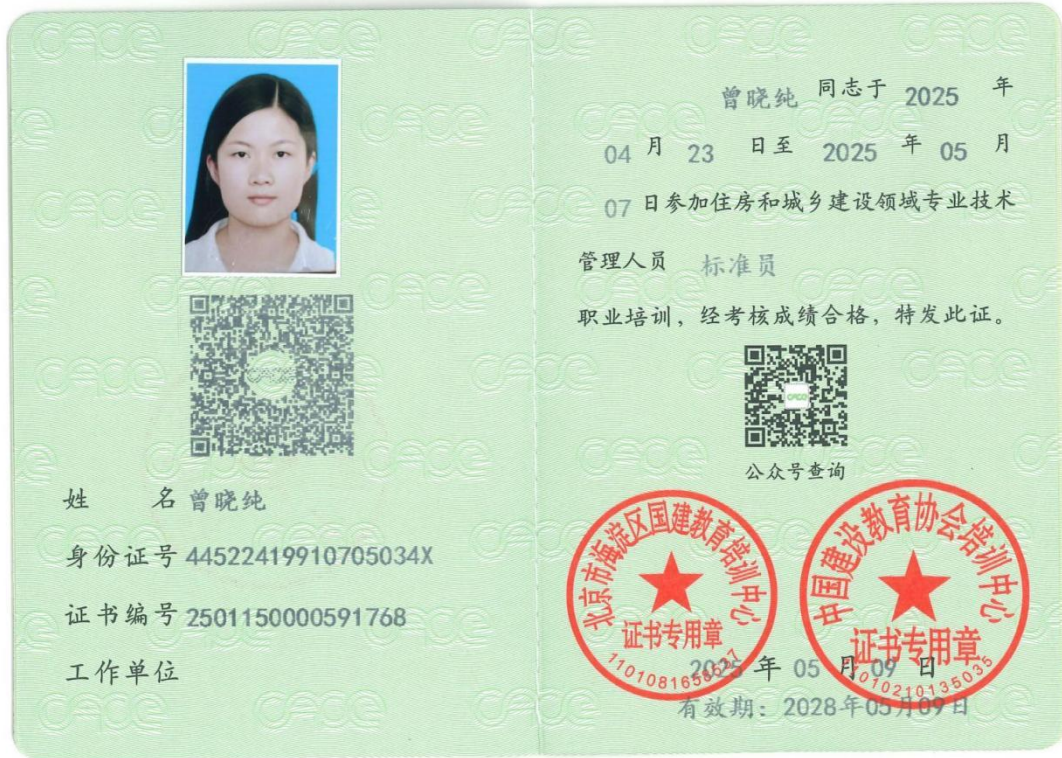 姓 名 曾晓纯
身份证号 44522419910705034X
证书编号 2501150000591768
工作单位
曾晓纯 同志于 2025 年
04 月 23 日至 2025 年 05 月
07 日参加住房和城乡建设领域专业技术
管理人员 标准员
职业培训，经考核成绩合格，特发此证。
公众号查询
北京市海淀区国建教育培训中心
证书专用章
中国建设教育协会培训中心
证书专用章
11010210135035
2025 年 05 月 09 日
有效期：2028年05月09日